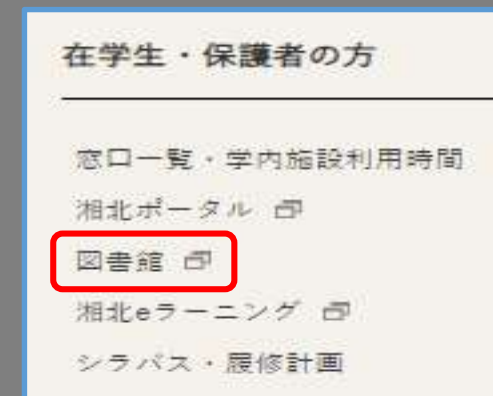 在学生・保護者の方
窓口一覧・学内施設利用時間
湘北ポータル
図書館
湘北eラーニング
シラバス・履修計画